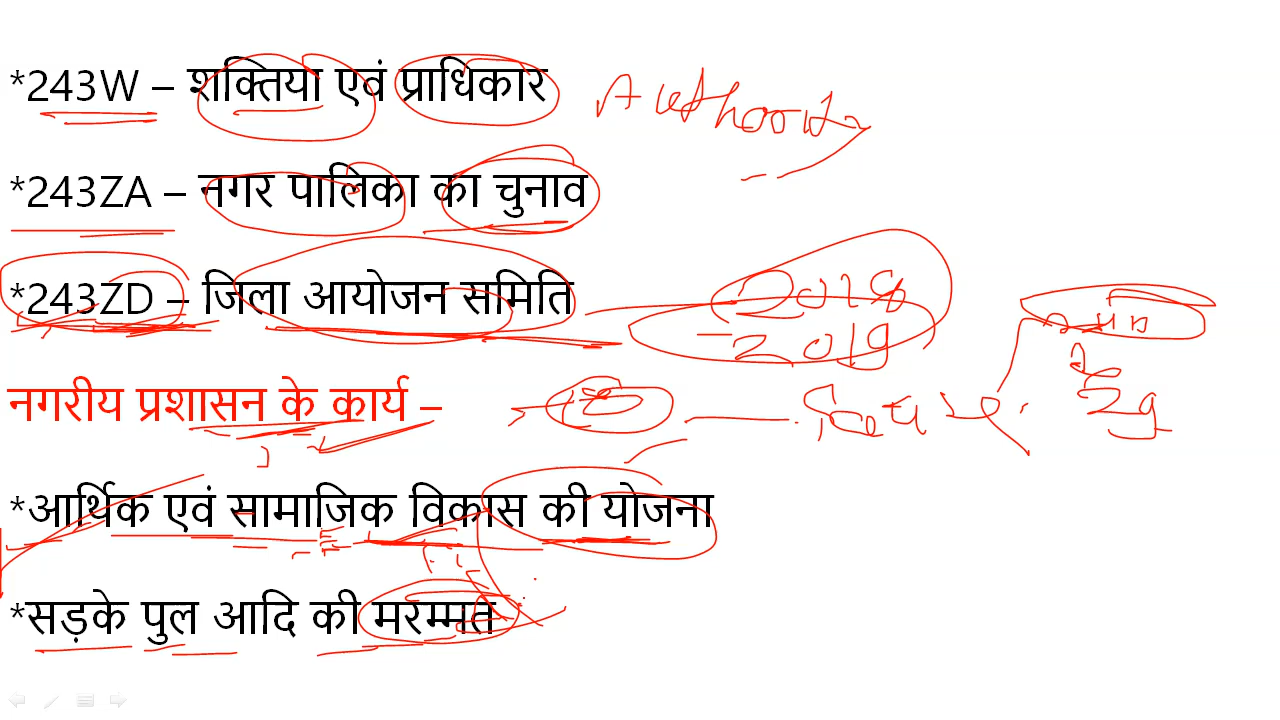 *243W – शक्तिया एवं प्राधिकार
Authority
*243ZA – नगर पालिका का चुनाव
*243ZD – जिला आयोजन समिति
2018
- 2019
नगरीय प्रशासन के कार्य –
18
*आर्थिक एवं सामाजिक विकास की योजना
*सड़के पुल आदि की मरम्मत